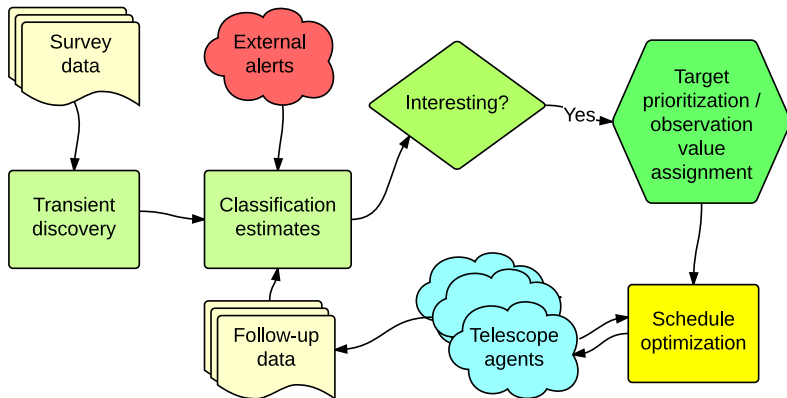 Survey
data
External
alerts
Interesting?
Yes
Target
prioritization /
observation
value
assignment
Transient
discovery
Classification
estimates
Follow-up
data
Telescope
agents
Schedule
optimization